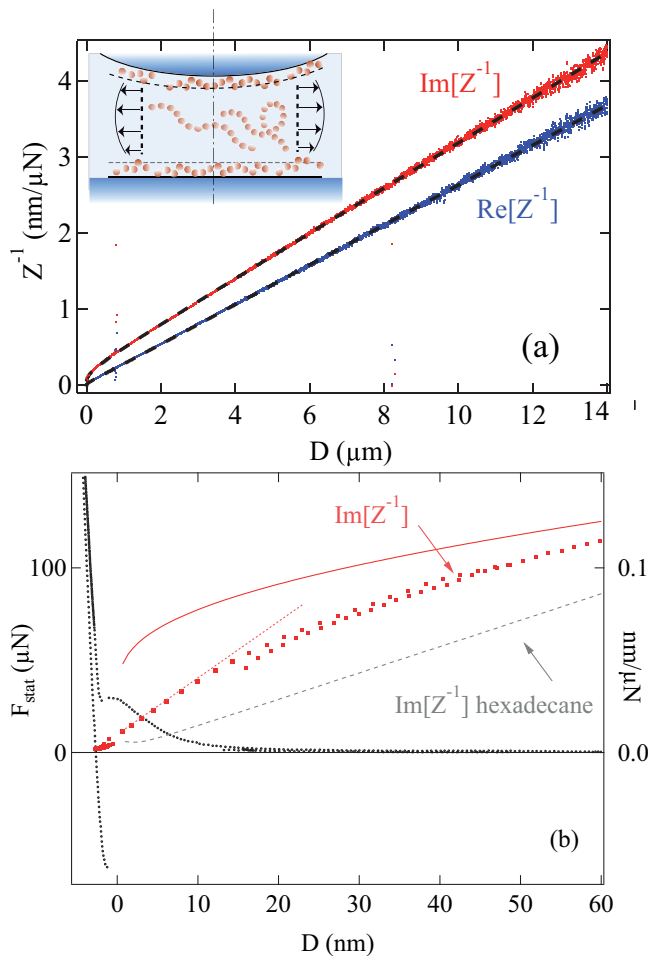 4
3
2
1
0
Z⁻¹ (nm/µN)
Im[Z⁻¹]
Re[Z⁻¹]
(a)
0 2 4 6 8 10 12 14
D (µm)
100
0
F_stat (µN)
Im[Z⁻¹]
Im[Z⁻¹] hexadecane
0.1
0.0
nm/µN
(b)
0 10 20 30 40 50 60
D (nm)